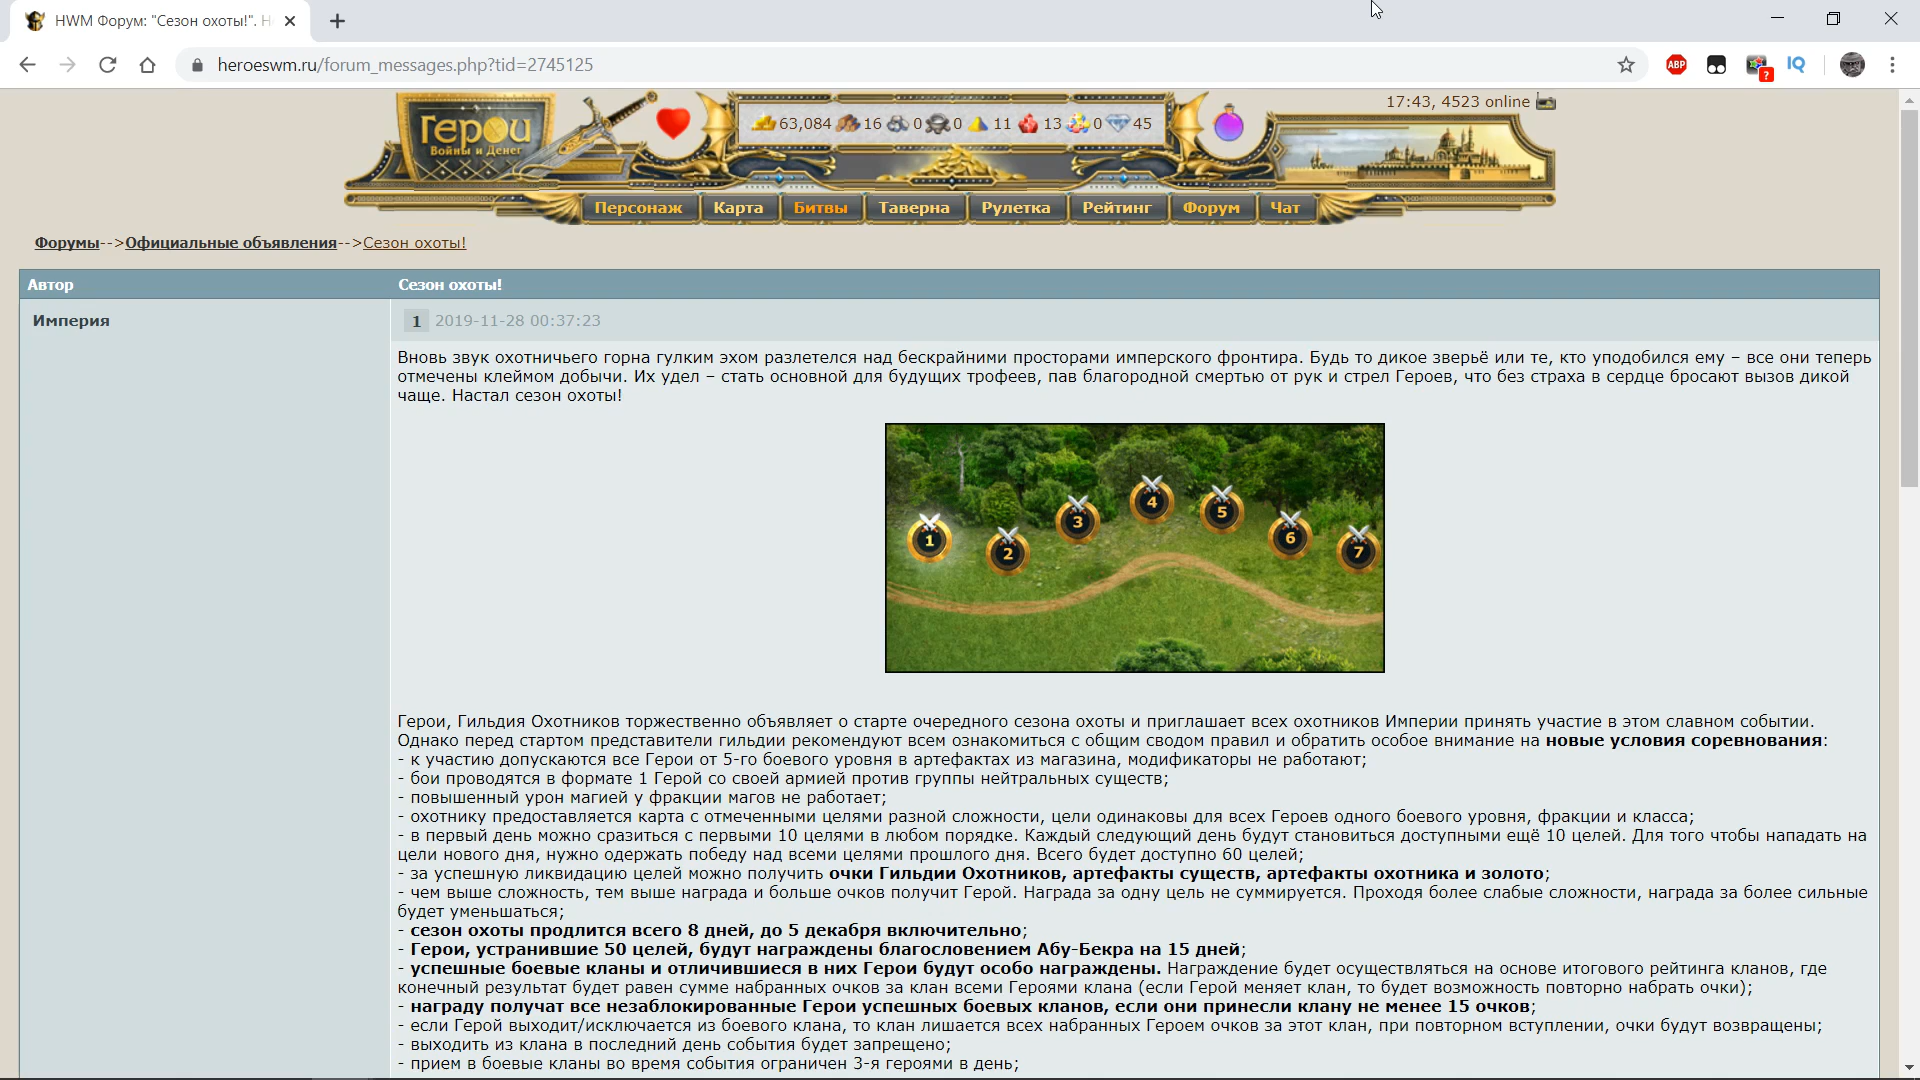 HWM Форум: "Сезон охоты!". Н
heroeswm.ru/forum_messages.php?tid=2745125
ABP
?
IQ
17:43, 4523 online
Герои
Войны и Денег
63,084 16 0 0 11 13 0 45
Персонаж Карта Битвы Таверна Рулетка Рейтинг Форум Чат
Форумы-->Официальные объявления-->Сезон охоты!
Автор Сезон охоты!
Империя 1 2019-11-28 00:37:23
Вновь звук охотничьего горна гулким эхом разлетелся над бескрайними просторами имперского фронтира. Будь то дикое зверьё или те, кто уподобился ему – все они теперь
отмечены клеймом добычи. Их удел – стать основной для будущих трофеев, пав благородной смертью от рук и стрел Героев, что без страха в сердце бросают вызов дикой
чаще. Настал сезон охоты!
1 2 3 4 5 6 7
Герои, Гильдия Охотников торжественно объявляет о старте очередного сезона охоты и приглашает всех охотников Империи принять участие в этом славном событии.
Однако перед стартом представители гильдии рекомендуют всем ознакомиться с общим сводом правил и обратить особое внимание на новые условия соревнования:
- к участию допускаются все Герои от 5-го боевого уровня в артефактах из магазина, модификаторы не работают;
- бои проводятся в формате 1 Герой со своей армией против группы нейтральных существ;
- повышенный урон магией у фракции магов не работает;
- охотнику предоставляется карта с отмеченными целями разной сложности, цели одинаковы для всех Героев одного боевого уровня, фракции и класса;
- в первый день можно сразиться с первыми 10 целями в любом порядке. Каждый следующий день будут становиться доступными ещё 10 целей. Для того чтобы нападать на
цели нового дня, нужно одержать победу над всеми целями прошлого дня. Всего будет доступно 60 целей;
- за успешную ликвидацию целей можно получить очки Гильдии Охотников, артефакты существ, артефакты охотника и золото;
- чем выше сложность, тем выше награда и больше очков получит Герой. Награда за одну цель не суммируется. Проходя более слабые сложности, награда за более сильные
будет уменьшаться;
- сезон охоты продлится всего 8 дней, до 5 декабря включительно;
- Герои, устранившие 50 целей, будут награждены благословением Абу-Бекра на 15 дней;
- успешные боевые кланы и отличившиеся в них Герои будут особо награждены. Награждение будет осуществляться на основе итогового рейтинга кланов, где
конечный результат будет равен сумме набранных очков за клан всеми Героями клана (если Герой меняет клан, то будет возможность повторно набрать очки);
- награду получат все незаблокированные Герои успешных боевых кланов, если они принесли клану не менее 15 очков;
- если Герой выходит/исключается из боевого клана, то клан лишается всех набранных Героем очков за этот клан, при повторном вступлении, очки будут возвращены;
- выходить из клана в последний день события будет запрещено;
- прием в боевые кланы во время события ограничен 3-я героями в день;